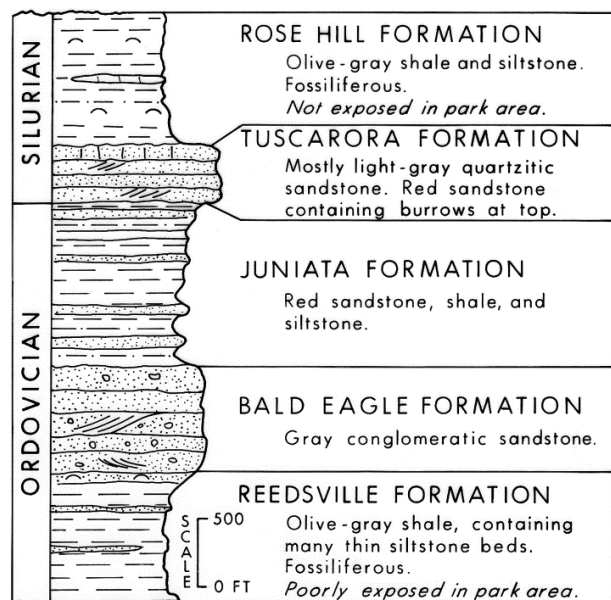 SILURIAN
ORDOVICIAN
ROSE HILL FORMATION
Olive-gray shale and siltstone.
Fossiliferous.
Not exposed in park area.
TUSCARORA FORMATION
Mostly light-gray quartzitic
sandstone. Red sandstone
containing burrows at top.
JUNIATA FORMATION
Red sandstone, shale, and
siltstone.
BALD EAGLE FORMATION
Gray conglomeratic sandstone.
REEDSVILLE FORMATION
Olive-gray shale, containing
many thin siltstone beds.
Fossiliferous.
Poorly exposed in park area.
SCALE
500
0 FT